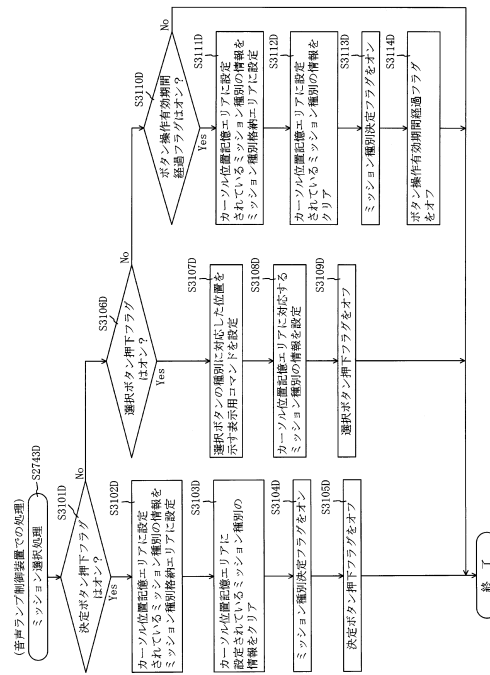 (音声ランプ制御装置での処理)
ミッション選択処理
S2743D
S3101D
決定ボタン押下フラグ
はオン?
No
Yes
S3102D
カーソル位置記憶エリアに設定
されているミッション種別の情報を
ミッション種別格納エリアに設定
S3103D
カーソル位置記憶エリアに
設定されているミッション種別の
情報をクリア
S3104D
ミッション種別決定フラグをオン
S3105D
決定ボタン押下フラグをオフ
S3106D
選択ボタン押下フラグ
はオン?
No
Yes
S3107D
選択ボタンの種別に対応した位置を
示す表示用コマンドを設定
S3108D
カーソル位置記憶エリアに対応する
ミッション種別の情報を設定
S3109D
選択ボタン押下フラグをオフ
S3110D
ボタン操作有効期間
経過フラグはオン?
No
Yes
S3111D
カーソル位置記憶エリアに設定
されているミッション種別の情報を
ミッション種別格納エリアに設定
S3112D
カーソル位置記憶エリアに設定
されているミッション種別の情報を
クリア
S3113D
ミッション種別決定フラグをオン
S3114D
ボタン操作有効期間経過フラグ
をオフ
終了